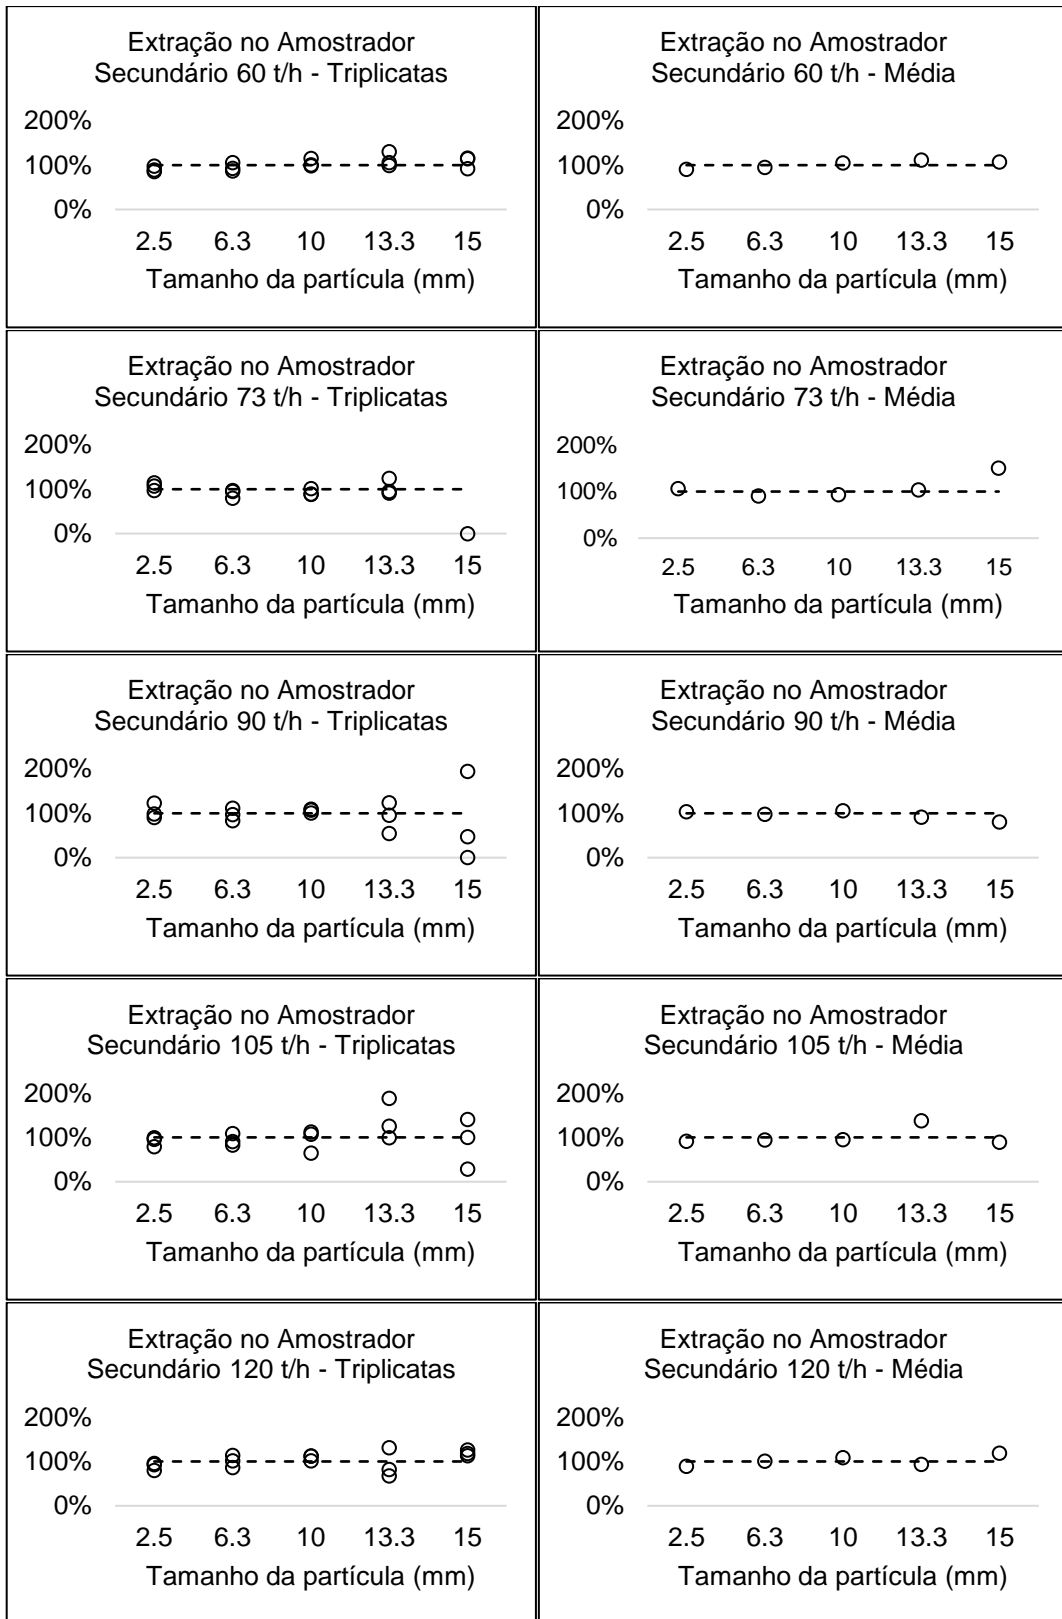 Extração no Amostrador
Secundário 60 t/h - Triplicatas
200%
100%
0%
2.5 6.3 10 13.3 15
Tamanho da partícula (mm)
Extração no Amostrador
Secundário 60 t/h - Média
200%
100%
0%
2.5 6.3 10 13.3 15
Tamanho da partícula (mm)
Extração no Amostrador
Secundário 73 t/h - Triplicatas
200%
100%
0%
2.5 6.3 10 13.3 15
Tamanho da partícula (mm)
Extração no Amostrador
Secundário 73 t/h - Média
200%
100%
0%
2.5 6.3 10 13.3 15
Tamanho da partícula (mm)
Extração no Amostrador
Secundário 90 t/h - Triplicatas
200%
100%
0%
2.5 6.3 10 13.3 15
Tamanho da partícula (mm)
Extração no Amostrador
Secundário 90 t/h - Média
200%
100%
0%
2.5 6.3 10 13.3 15
Tamanho da partícula (mm)
Extração no Amostrador
Secundário 105 t/h - Triplicatas
200%
100%
0%
2.5 6.3 10 13.3 15
Tamanho da partícula (mm)
Extração no Amostrador
Secundário 105 t/h - Média
200%
100%
0%
2.5 6.3 10 13.3 15
Tamanho da partícula (mm)
Extração no Amostrador
Secundário 120 t/h - Triplicatas
200%
100%
0%
2.5 6.3 10 13.3 15
Tamanho da partícula (mm)
Extração no Amostrador
Secundário 120 t/h - Média
200%
100%
0%
2.5 6.3 10 13.3 15
Tamanho da partícula (mm)